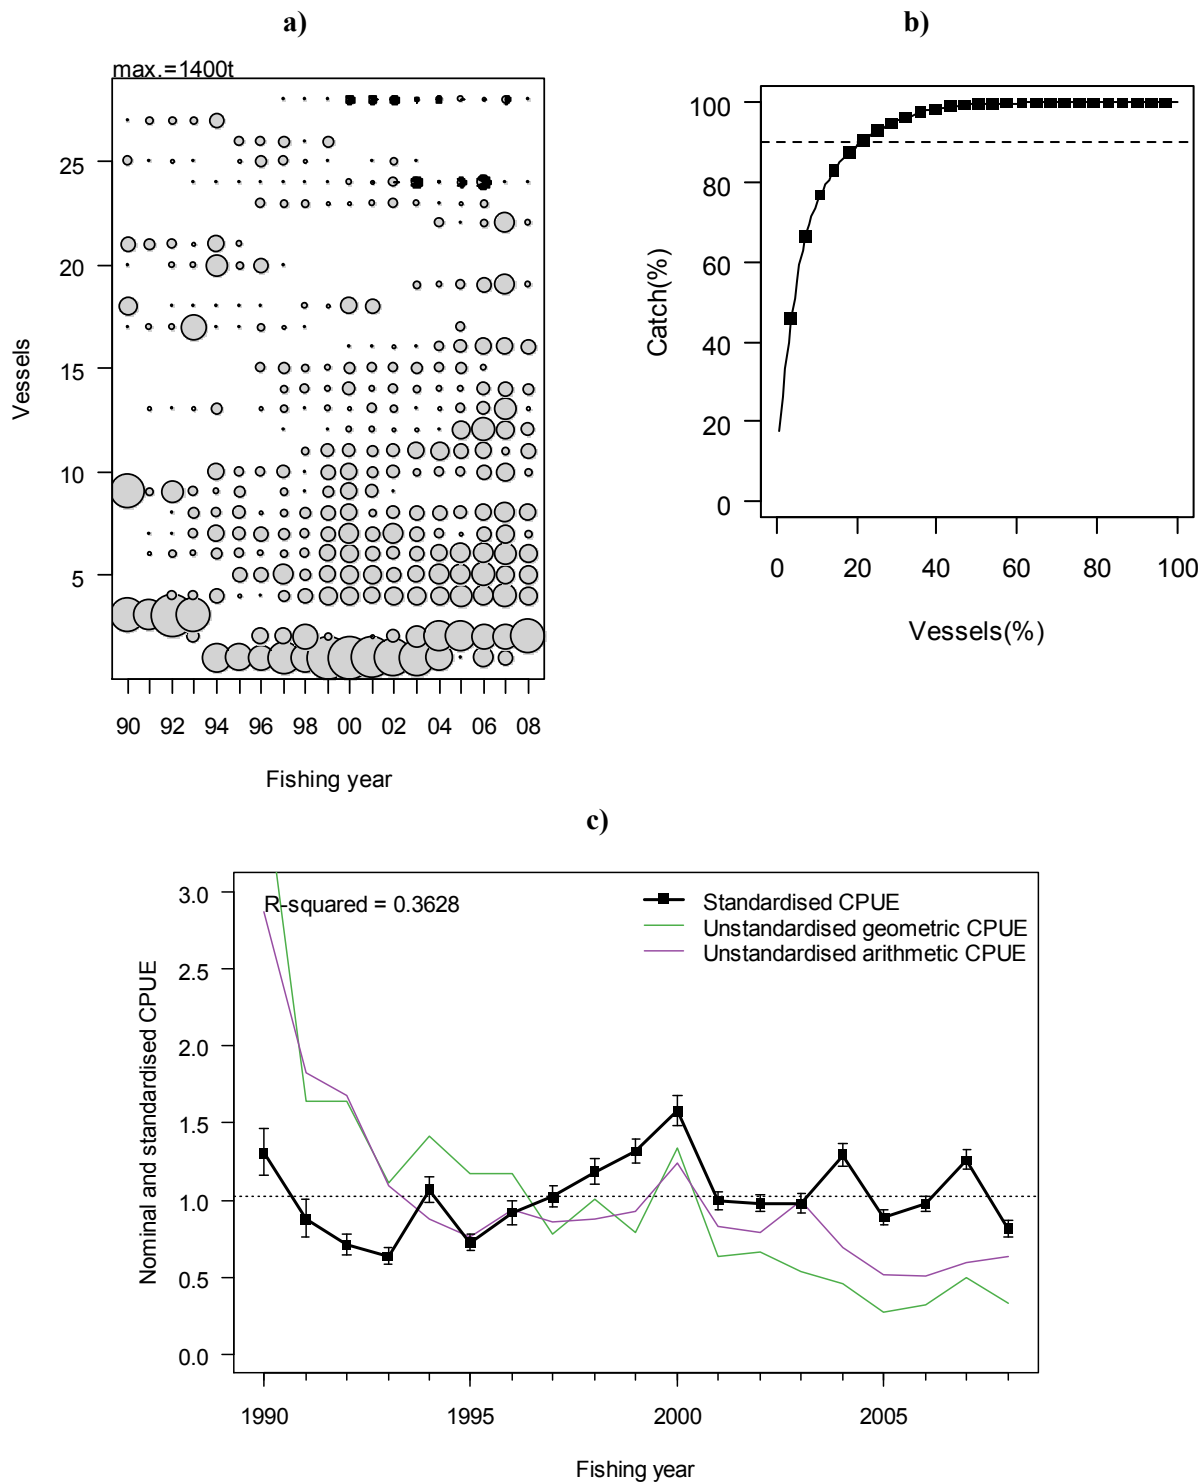 a)
b)
max.=1400t
25
20
15
10
5
Vessels
90 92 94 96 98 00 02 04 06 08
Fishing year
100
80
60
40
20
0
Catch(%)
0 20 40 60 80 100
Vessels(%)
c)
R-squared = 0.3628
Standardised CPUE
Unstandardised geometric CPUE
Unstandardised arithmetic CPUE
3.0
2.5
2.0
1.5
1.0
0.5
0.0
Nominal and standardised CPUE
1990 1995 2000 2005
Fishing year